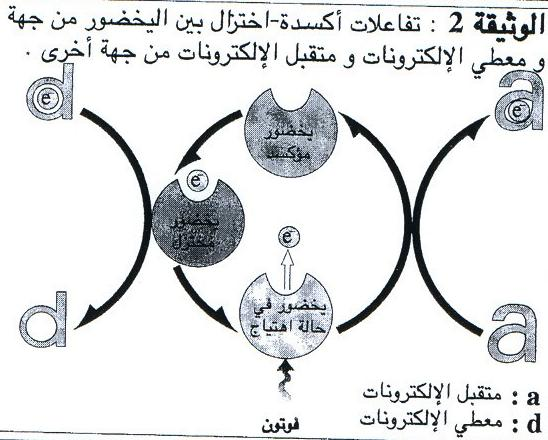 الوثيقة 2 : تفاعلات أكسدة-اختزال بين اليخضور من جهة
و معطي الإلكترونات و متقبل الإلكترونات من جهة أخرى .
d
e
a
e
يخضور
مؤكسد
e
يخضور
مختزل
e
يخضور في
حالة اهتياج
d
a
فوتون
a : متقبل الإلكترونات
d : معطي الإلكترونات